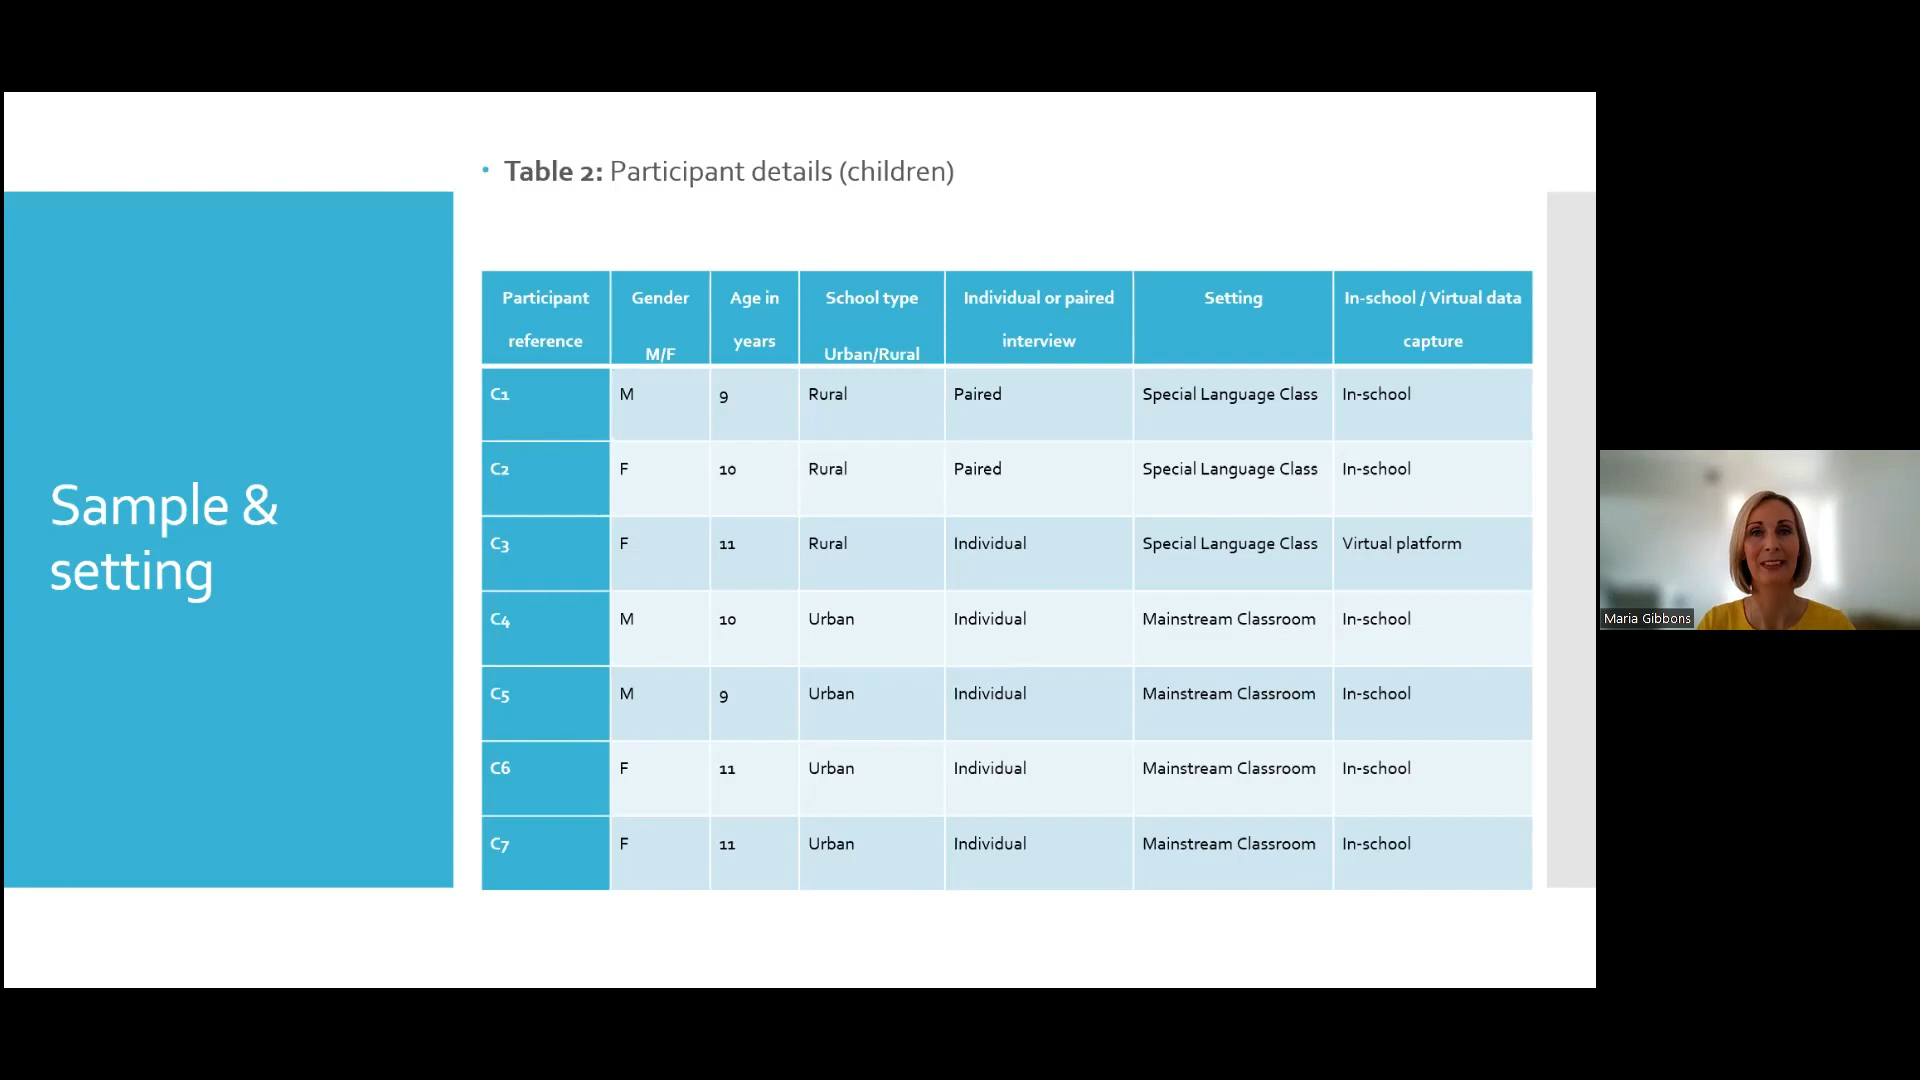 Sample &
setting
• Table 2: Participant details (children)
Participant reference Gender M/F Age in years School type Urban/Rural Individual or paired interview Setting In-school / Virtual data capture
C1 M 9 Rural Paired Special Language Class In-school
C2 F 10 Rural Paired Special Language Class In-school
C3 F 11 Rural Individual Special Language Class Virtual platform
C4 M 10 Urban Individual Mainstream Classroom In-school
C5 M 9 Urban Individual Mainstream Classroom In-school
C6 F 11 Urban Individual Mainstream Classroom In-school
C7 F 11 Urban Individual Mainstream Classroom In-school
Maria Gibbons